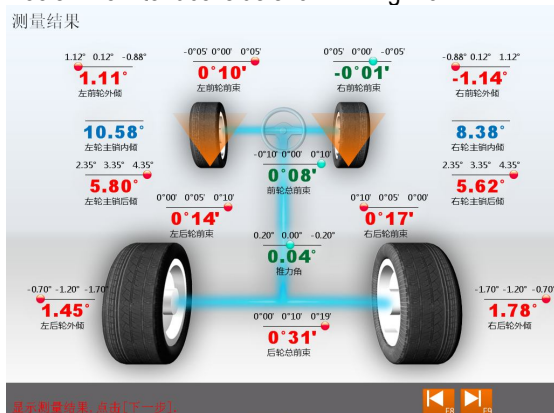 测量结果
1.12° 0.12° -0.88°
1.11°
左前轮外倾
-0°05' 0°00' 0°05'
0°10'
左前轮前束
0°05' 0°00' -0°05'
-0°01'
右前轮前束
-0.88° 0.12° 1.12°
-1.14°
右前轮外倾
10.58°
左轮主销内倾
8.38°
右轮主销内倾
-0°10' 0°00' 0°10'
0°08'
前轮总前束
2.35° 3.35° 4.35°
5.80°
左轮主销后倾
2.35° 3.35° 4.35°
5.62°
右轮主销后倾
0°00' 0°05' 0°10'
0°14'
左后轮前束
0°10' 0°05' 0°00'
0°17'
右后轮前束
0.20° 0.00° -0.20°
0.04°
推力角
-0.70° -1.20° -1.70°
1.45°
左后轮外倾
-1.70° -1.20° -0.70°
1.78°
右后轮外倾
0°00' 0°10' 0°19'
0°31'
后轮总前束
显示测量结果,点击[下一步].
F8 F9